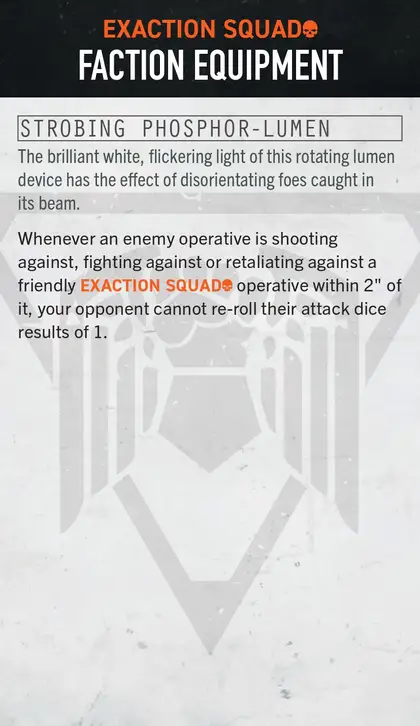 EXACTION SQUAD
FACTION EQUIPMENT
STROBING PHOSPHOR-LUMEN
The brilliant white, flickering light of this rotating lumen
device has the effect of disorientating foes caught in
its beam.
Whenever an enemy operative is shooting
against, fighting against or retaliating against a
friendly EXACTION SQUAD operative within 2" of
it, your opponent cannot re-roll their attack dice
results of 1.